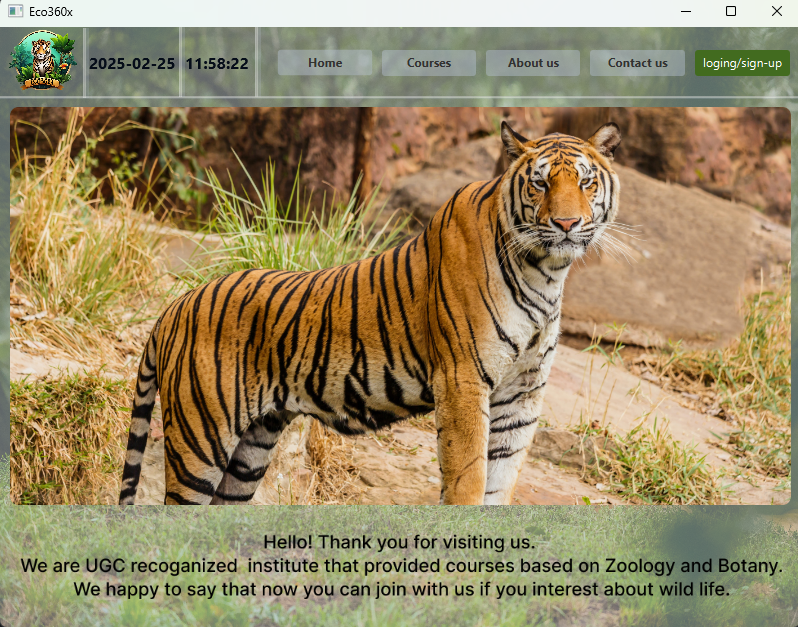 Eco360x
2025-02-25 11:58:22 Home Courses About us Contact us loging/sign-up
Hello! Thank you for visiting us.
We are UGC recoganized  institute that provided courses based on Zoology and Botany.
We happy to say that now you can join with us if you interest about wild life.